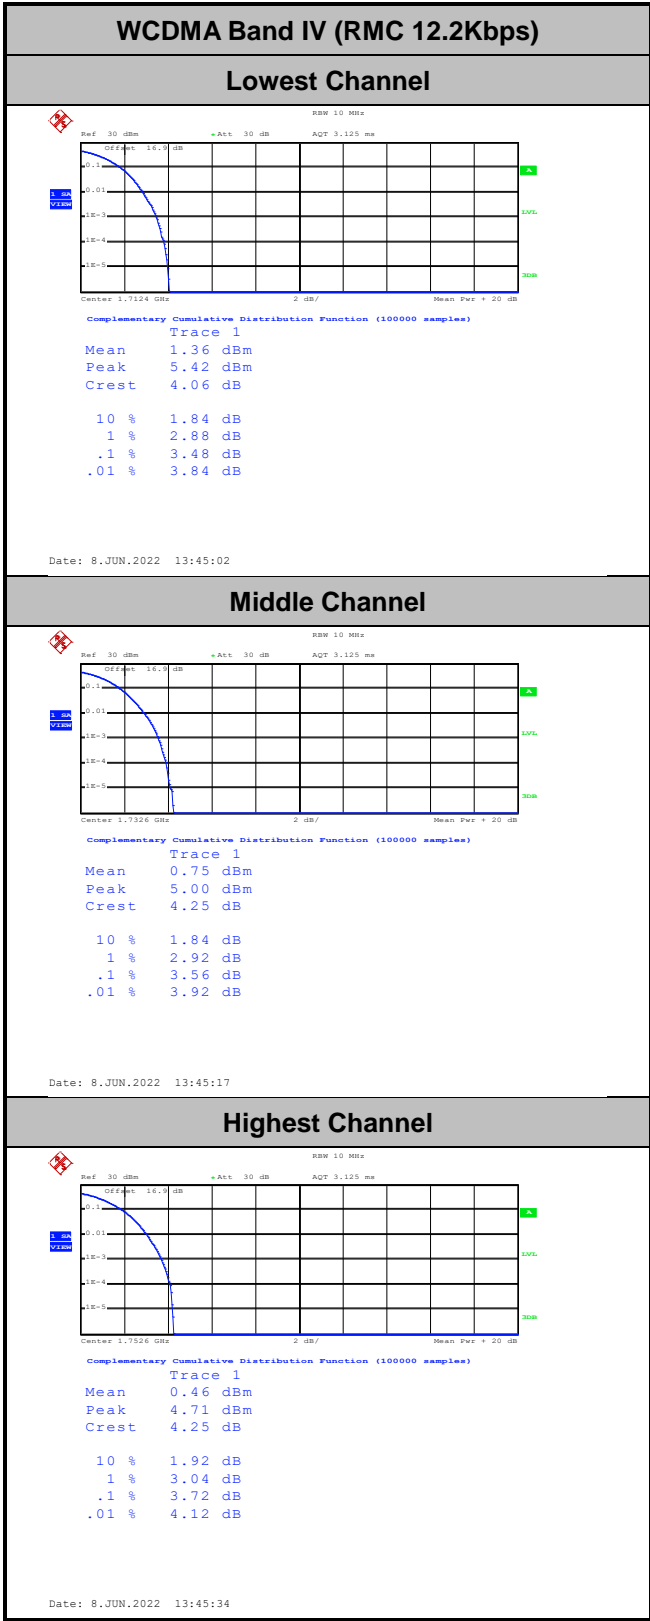 WCDMA Band IV (RMC 12.2Kbps)
Lowest Channel
RBW 10 MHz
Ref 30 dBm *Att 30 dB AQT 3.125 ms
Offset 16.9 dB
0.1
0.01
1E-3
1E-4
1E-5
1 SA
VIEW
A
LVL
3DB
Center 1.7124 GHz 2 dB/ Mean Pwr + 20 dB
Complementary Cumulative Distribution Function (100000 samples)
Trace 1
Mean 1.36 dBm
Peak 5.42 dBm
Crest 4.06 dB
10 % 1.84 dB
1 % 2.88 dB
.1 % 3.48 dB
.01 % 3.84 dB
Date: 8.JUN.2022 13:45:02
Middle Channel
RBW 10 MHz
Ref 30 dBm *Att 30 dB AQT 3.125 ms
Offset 16.9 dB
0.1
0.01
1E-3
1E-4
1E-5
1 SA
VIEW
A
LVL
3DB
Center 1.7326 GHz 2 dB/ Mean Pwr + 20 dB
Complementary Cumulative Distribution Function (100000 samples)
Trace 1
Mean 0.75 dBm
Peak 5.00 dBm
Crest 4.25 dB
10 % 1.84 dB
1 % 2.92 dB
.1 % 3.56 dB
.01 % 3.92 dB
Date: 8.JUN.2022 13:45:17
Highest Channel
RBW 10 MHz
Ref 30 dBm *Att 30 dB AQT 3.125 ms
Offset 16.9 dB
0.1
0.01
1E-3
1E-4
1E-5
1 SA
VIEW
A
LVL
3DB
Center 1.7526 GHz 2 dB/ Mean Pwr + 20 dB
Complementary Cumulative Distribution Function (100000 samples)
Trace 1
Mean 0.46 dBm
Peak 4.71 dBm
Crest 4.25 dB
10 % 1.92 dB
1 % 3.04 dB
.1 % 3.72 dB
.01 % 4.12 dB
Date: 8.JUN.2022 13:45:34